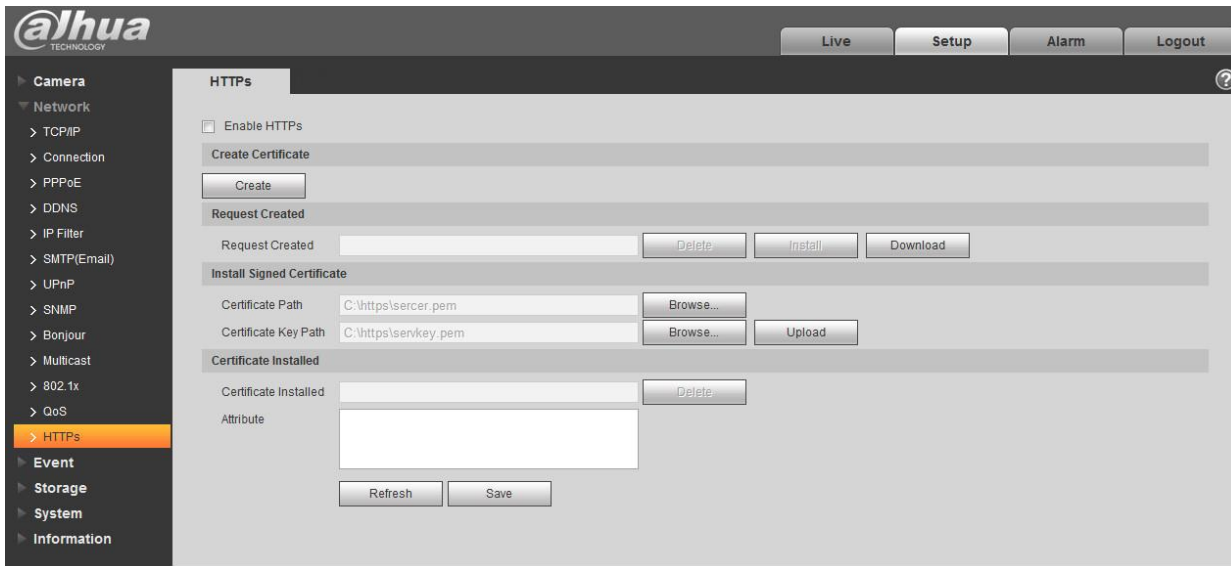 alhua
TECHNOLOGY
Live Setup Alarm Logout
Camera
Network
TCP/IP
Connection
PPPoE
DDNS
IP Filter
SMTP(Email)
UPnP
SNMP
Bonjour
Multicast
802.1x
QoS
HTTPs
Event
Storage
System
Information
HTTPs
?
Enable HTTPs
Create Certificate
Create
Request Created
Request Created Delete Install Download
Install Signed Certificate
Certificate Path C:\https\sercer.pem Browse...
Certificate Key Path C:\https\servkey.pem Browse... Upload
Certificate Installed
Certificate Installed Delete
Attribute
Refresh Save